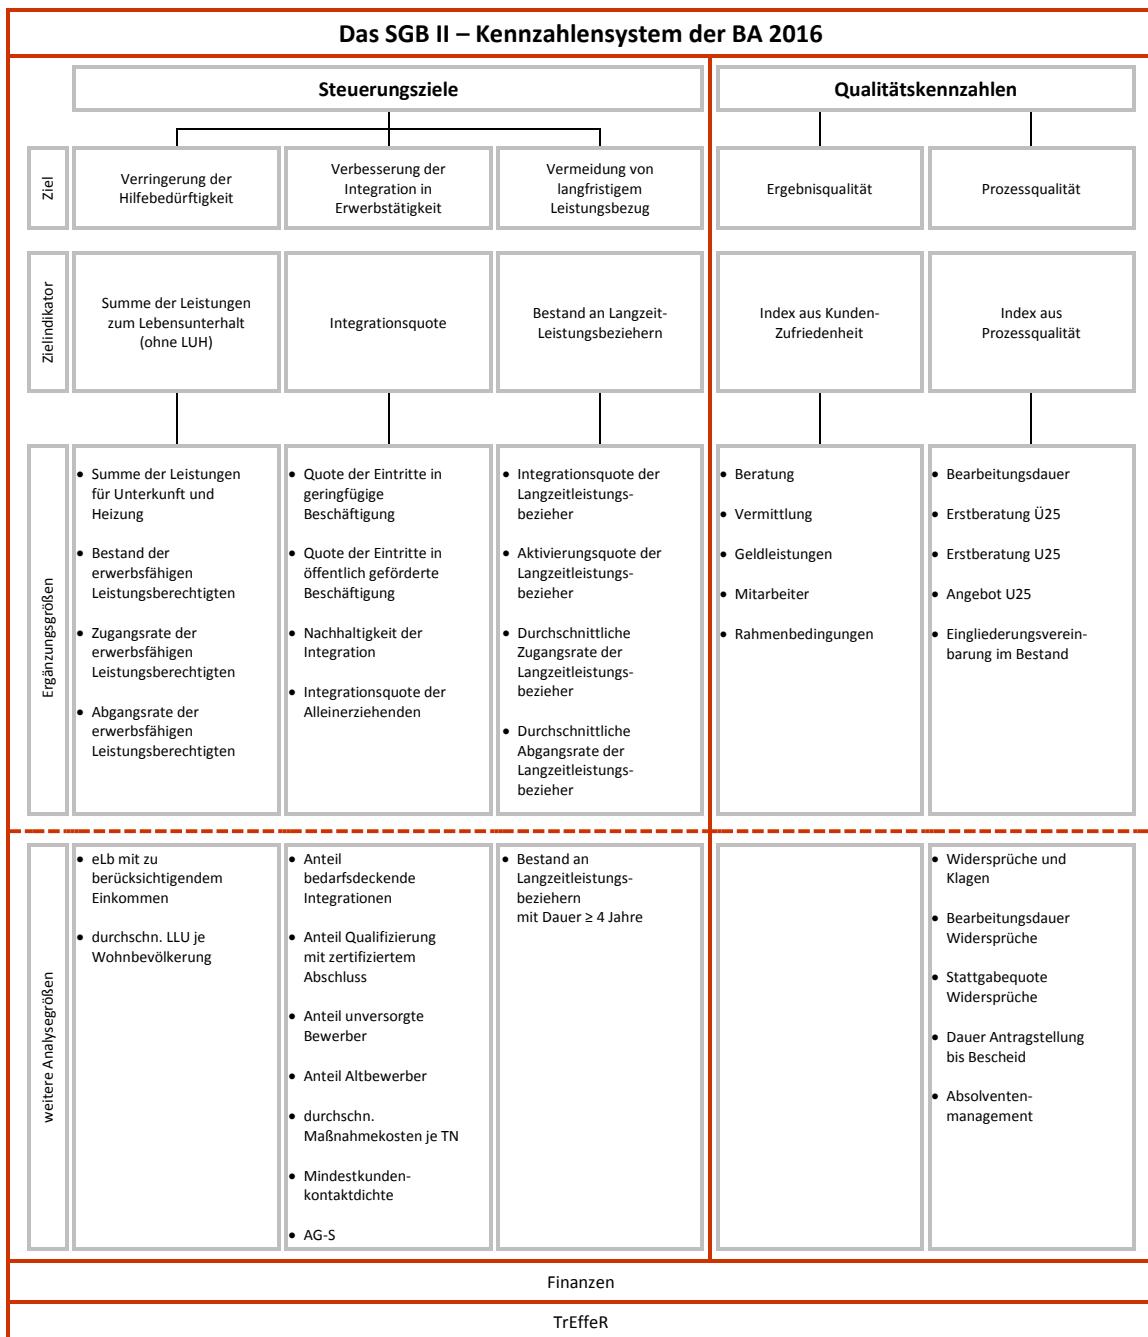 Das SGB II – Kennzahlensystem der BA 2016
Steuerungsziele
Qualitätskennzahlen
Ziel
Verringerung der
Hilfebedürftigkeit
Verbesserung der
Integration in
Erwerbstätigkeit
Vermeidung von
langfristigem
Leistungsbezug
Ergebnisqualität
Prozessqualität
Zielindikator
Summe der Leistungen
zum Lebensunterhalt
(ohne LUH)
Integrationsquote
Bestand an Langzeit-
Leistungsbeziehern
Index aus Kunden-
Zufriedenheit
Index aus
Prozessqualität
Ergänzungsgrößen
• Summe der Leistungen
für Unterkunft und
Heizung
• Bestand der
erwerbsfähigen
Leistungsberechtigten
• Zugangsrate der
erwerbsfähigen
Leistungsberechtigten
• Abgangsrate der
erwerbsfähigen
Leistungsberechtigten
• Quote der Eintritte in
geringfügige
Beschäftigung
• Quote der Eintritte in
öffentlich geförderte
Beschäftigung
• Nachhaltigkeit der
Integration
• Integrationsquote der
Alleinerziehenden
• Integrationsquote der
Langzeitleistungs-
bezieher
• Aktivierungsquote der
Langzeitleistungs-
bezieher
• Durchschnittliche
Zugangsrate der
Langzeitleistungs-
bezieher
• Durchschnittliche
Abgangsrate der
Langzeitleistungs-
bezieher
• Beratung
• Vermittlung
• Geldleistungen
• Mitarbeiter
• Rahmenbedingungen
• Bearbeitungsdauer
• Erstberatung Ü25
• Erstberatung U25
• Angebot U25
• Eingliederungsverein-
barung im Bestand
weitere Analysegrößen
• eLb mit zu
berücksichtigendem
Einkommen
• durchschn. LLU je
Wohnbevölkerung
• Anteil
bedarfsdeckende
Integrationen
• Anteil Qualifizierung
mit zertifiziertem
Abschluss
• Anteil unversorgte
Bewerber
• Anteil Altbewerber
• durchschn.
Maßnahmekosten je TN
• Mindestkunden-
kontaktdichte
• AG-S
• Bestand an
Langzeitleistungs-
beziehern
mit Dauer ≥ 4 Jahre
• Widersprüche und
Klagen
• Bearbeitungsdauer
Widersprüche
• Stattgabequote
Widersprüche
• Dauer Antragstellung
bis Bescheid
• Absolventen-
management
Finanzen
TrEffeR